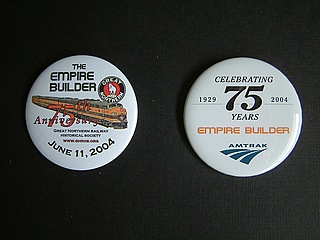 THE
EMPIRE
BUILDER
GREAT
NORTHERN
75th
Anniversary
GREAT NORTHERN RAILWAY
HISTORICAL SOCIETY
WWW.GNRHS.ORG
JUNE 11, 2004
CELEBRATING
1929 75 2004
YEARS
EMPIRE BUILDER
AMTRAK